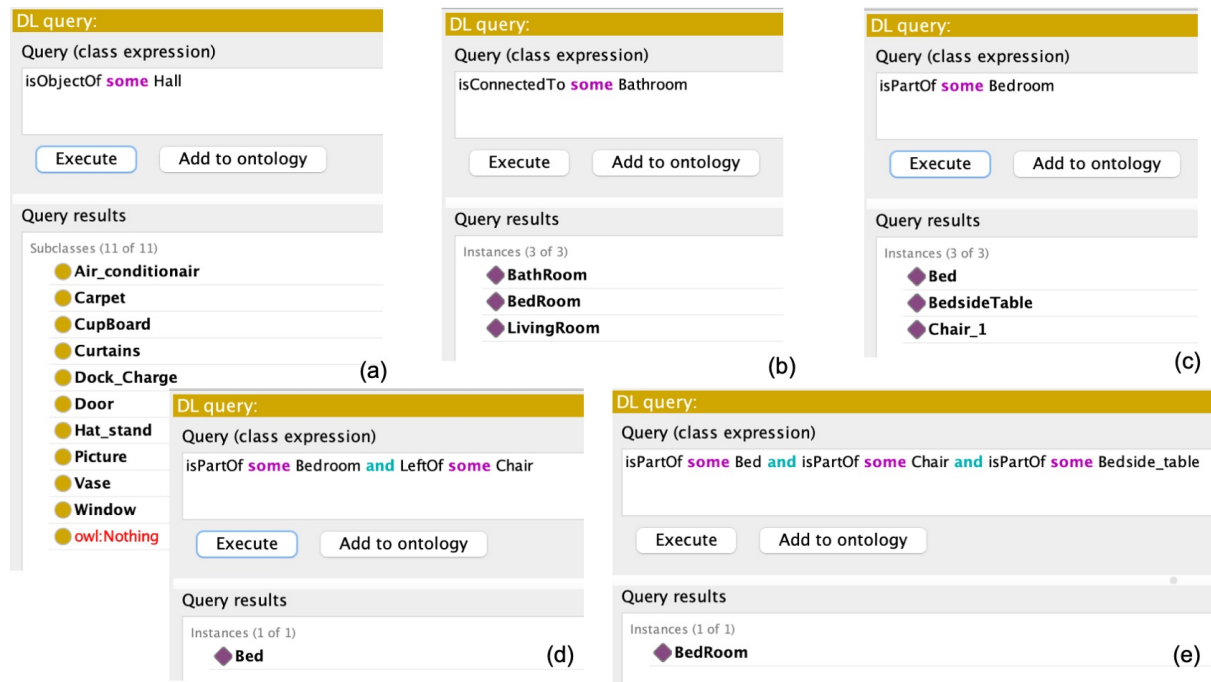 DL query:
Query (class expression)
isObjectOf some Hall
Execute
Add to ontology
Query results
Subclasses (11 of 11)
Air_conditionair
Carpet
CupBoard
Curtains
Dock_Charge
Door
Hat_stand
Picture
Vase
Window
owl:Nothing
(a)
DL query:
Query (class expression)
isConnectedTo some Bathroom
Execute
Add to ontology
Query results
Instances (3 of 3)
BathRoom
BedRoom
LivingRoom
(b)
DL query:
Query (class expression)
isPartOf some Bedroom
Execute
Add to ontology
Query results
Instances (3 of 3)
Bed
BedsideTable
Chair_1
(c)
DL query:
Query (class expression)
isPartOf some Bedroom and LeftOf some Chair
Execute
Add to ontology
Query results
Instances (1 of 1)
Bed
(d)
DL query:
Query (class expression)
isPartOf some Bed and isPartOf some Chair and isPartOf some Bedside_table
Execute
Add to ontology
Query results
Instances (1 of 1)
BedRoom
(e)